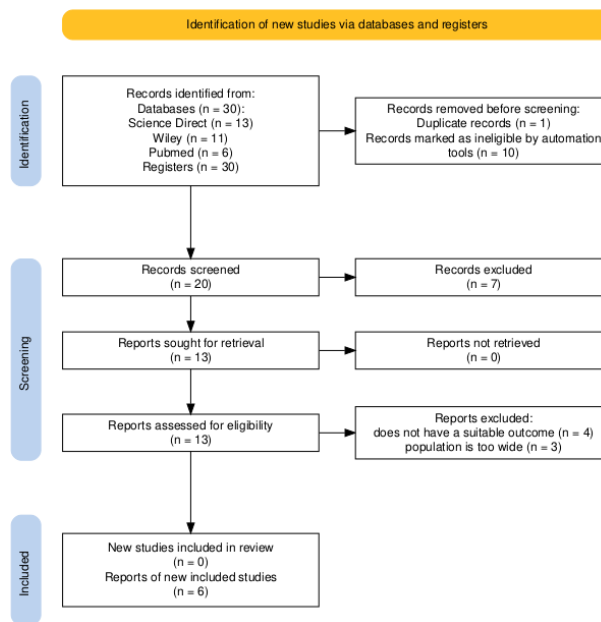 Identification of new studies via databases and registers
Identification
Records identified from:
Databases (n = 30):
Science Direct (n = 13)
Wiley (n = 11)
Pubmed (n = 6)
Registers (n = 30)
Records removed before screening:
Duplicate records (n = 1)
Records marked as ineligible by automation
tools (n = 10)
Screening
Records screened
(n = 20)
Records excluded
(n = 7)
Reports sought for retrieval
(n = 13)
Reports not retrieved
(n = 0)
Reports assessed for eligibility
(n = 13)
Reports excluded:
does not have a suitable outcome (n = 4)
population is too wide (n = 3)
Included
New studies included in review
(n = 0)
Reports of new included studies
(n = 6)